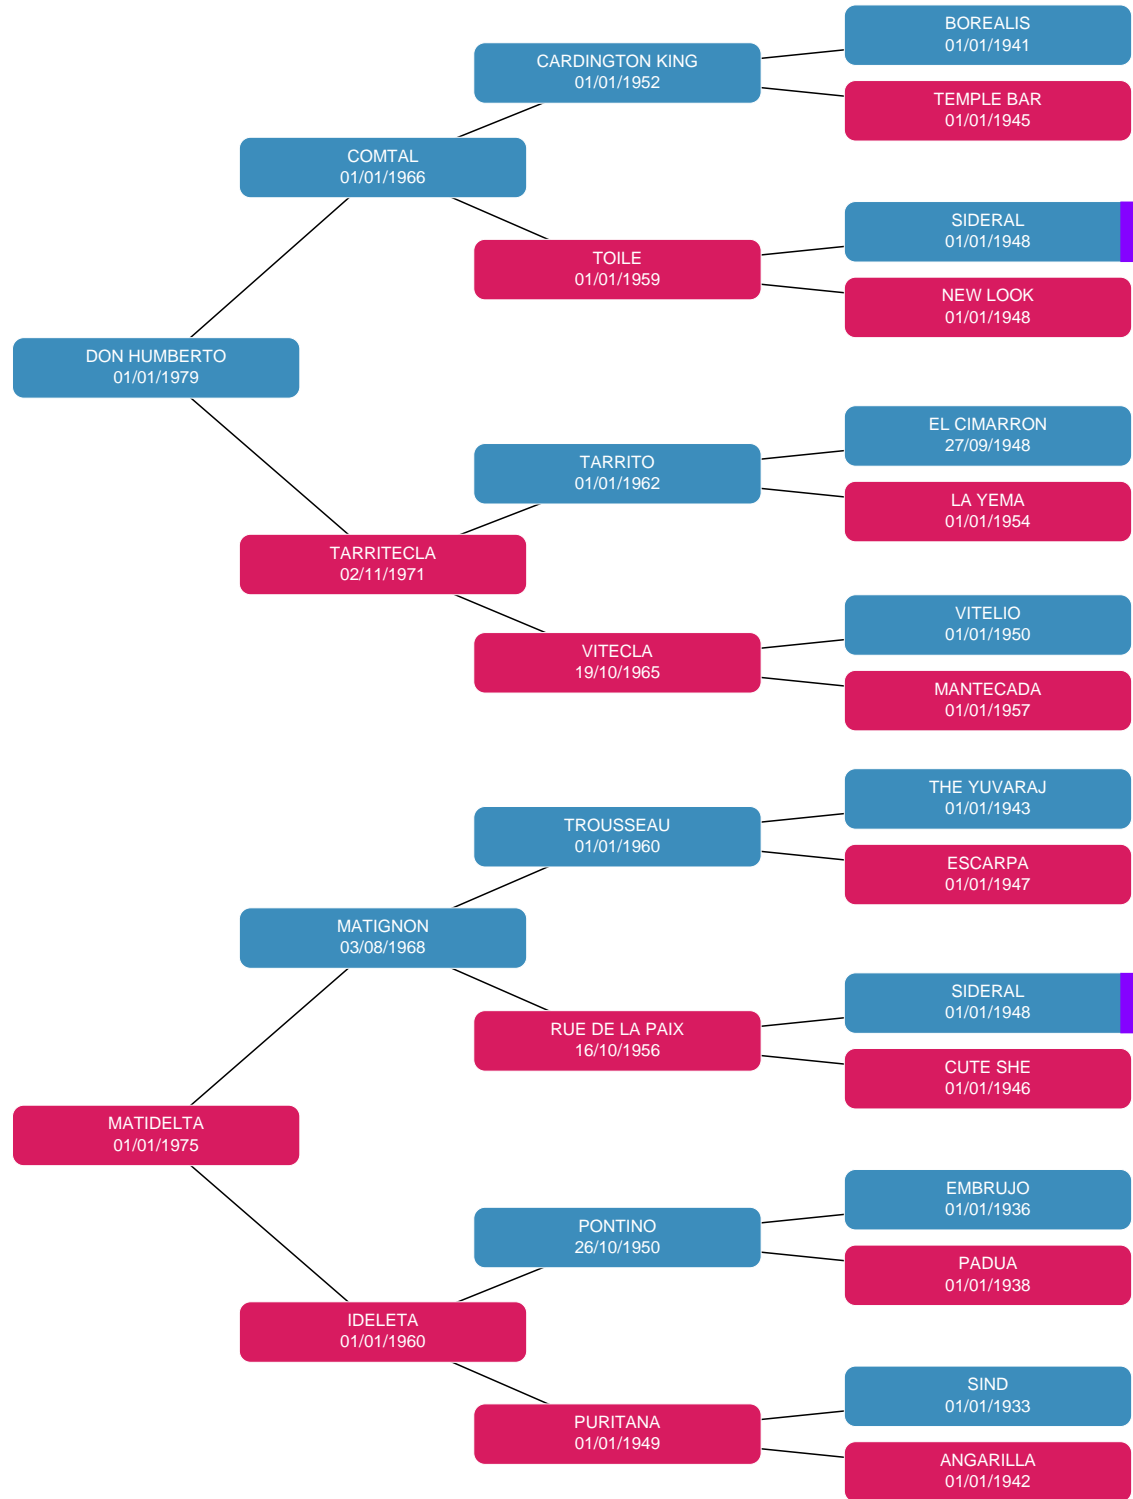 BOREALIS
01/01/1941
CARDINGTON KING
01/01/1952
TEMPLE BAR
01/01/1945
COMTAL
01/01/1966
SIDERAL
01/01/1948
TOILE
01/01/1959
NEW LOOK
01/01/1948
DON HUMBERTO
01/01/1979
EL CIMARRON
27/09/1948
TARRITO
01/01/1962
LA YEMA
01/01/1954
TARRITECLA
02/11/1971
VITELIO
01/01/1950
VITECLA
19/10/1965
MANTECADA
01/01/1957
THE YUVARAJ
01/01/1943
TROUSSEAU
01/01/1960
ESCARPA
01/01/1947
MATIGNON
03/08/1968
SIDERAL
01/01/1948
RUE DE LA PAIX
16/10/1956
CUTE SHE
01/01/1946
MATIDELTA
01/01/1975
EMBRUJO
01/01/1936
PONTINO
26/10/1950
PADUA
01/01/1938
IDELETA
01/01/1960
SIND
01/01/1933
PURITANA
01/01/1949
ANGARILLA
01/01/1942